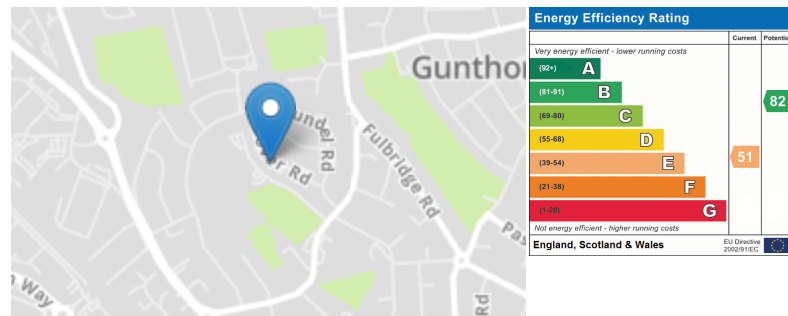 Gunthor
undel Rd
er Rd
Fulbridge Rd
Pas
n Way
Rd
Energy Efficiency Rating
Current Potentia
Very energy efficient - lower running costs
(92+) A
(81-91) B
82
(69-80) C
(55-68) D
(39-54) E
51
(21-38) F
(1-20) G
Not energy efficient - higher running costs
England, Scotland & Wales
EU Directive
2002/91/EC